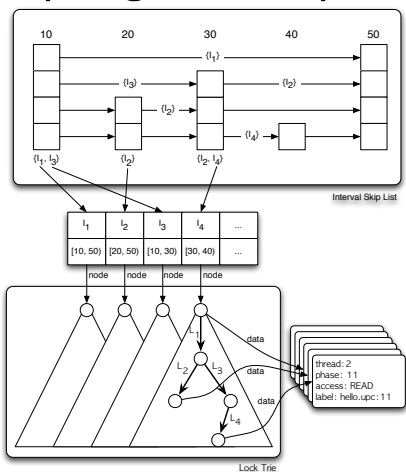 10 20 30 40 50
{I1}
{I3} {I2}
{I2}
{I4}
{I1, I3} {I2} {I2, I4}
Interval Skip List
I1 I2 I3 I4 ...
[10, 50) [20, 50) [10, 30) [30, 40) ...
node node node node
L1
data
L2 L3
data
thread: 2
phase: 11
access: READ
label: hello.upc: 11
data
L4
Lock Trie